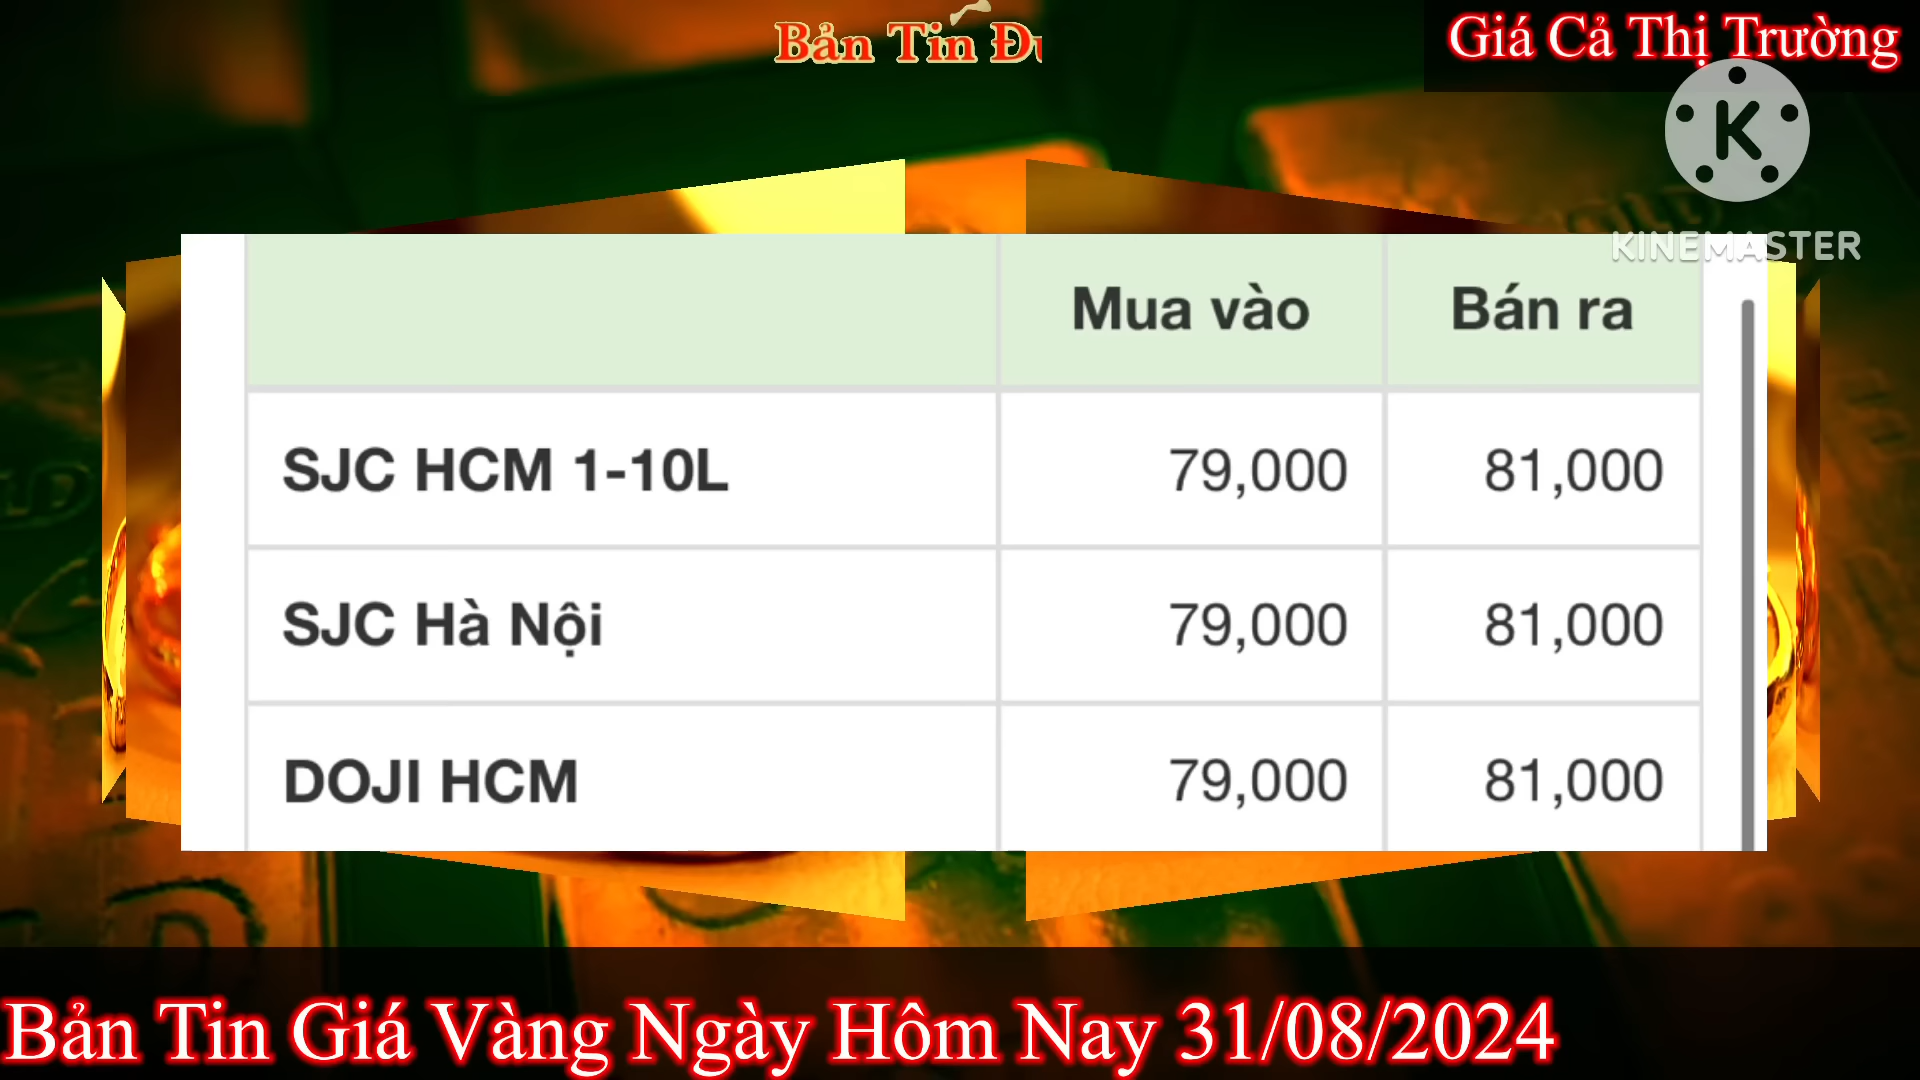 Bản Tin
Giá Cả Thị Trường
K
KINEMASTER
Mua vào Bán ra
SJC HCM 1-10L 79,000 81,000
SJC Hà Nội 79,000 81,000
DOJI HCM 79,000 81,000
Bản Tin Giá Vàng Ngày Hôm Nay 31/08/2024